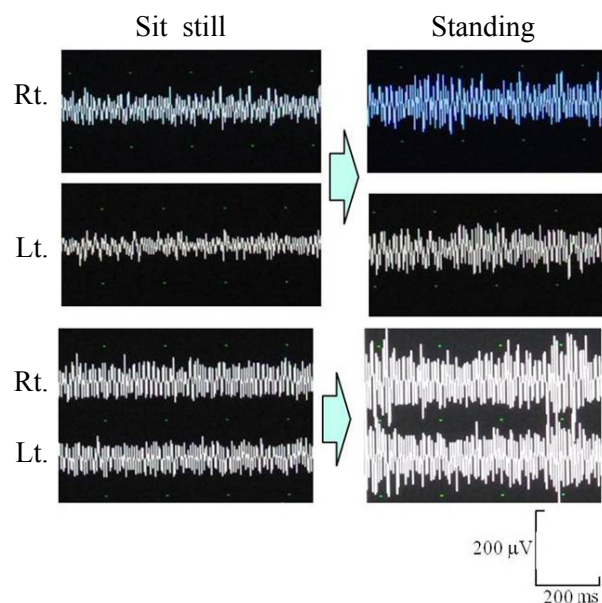 Sit still Standing
Rt.
Lt.
Rt.
Lt.
200 μV
200 ms